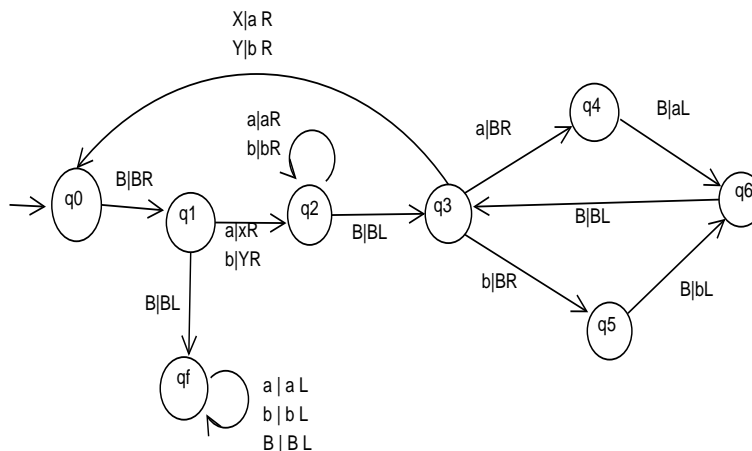 X|a R
Y|b R
q4
B|aL
a|aR
b|bR
a|BR
B|BR
q0
q1
q2
q3
q6
B|BL
a|xR
b|YR
B|BL
b|BR
B|BL
B|bL
q5
qf
a | a L
b | b L
B | B L